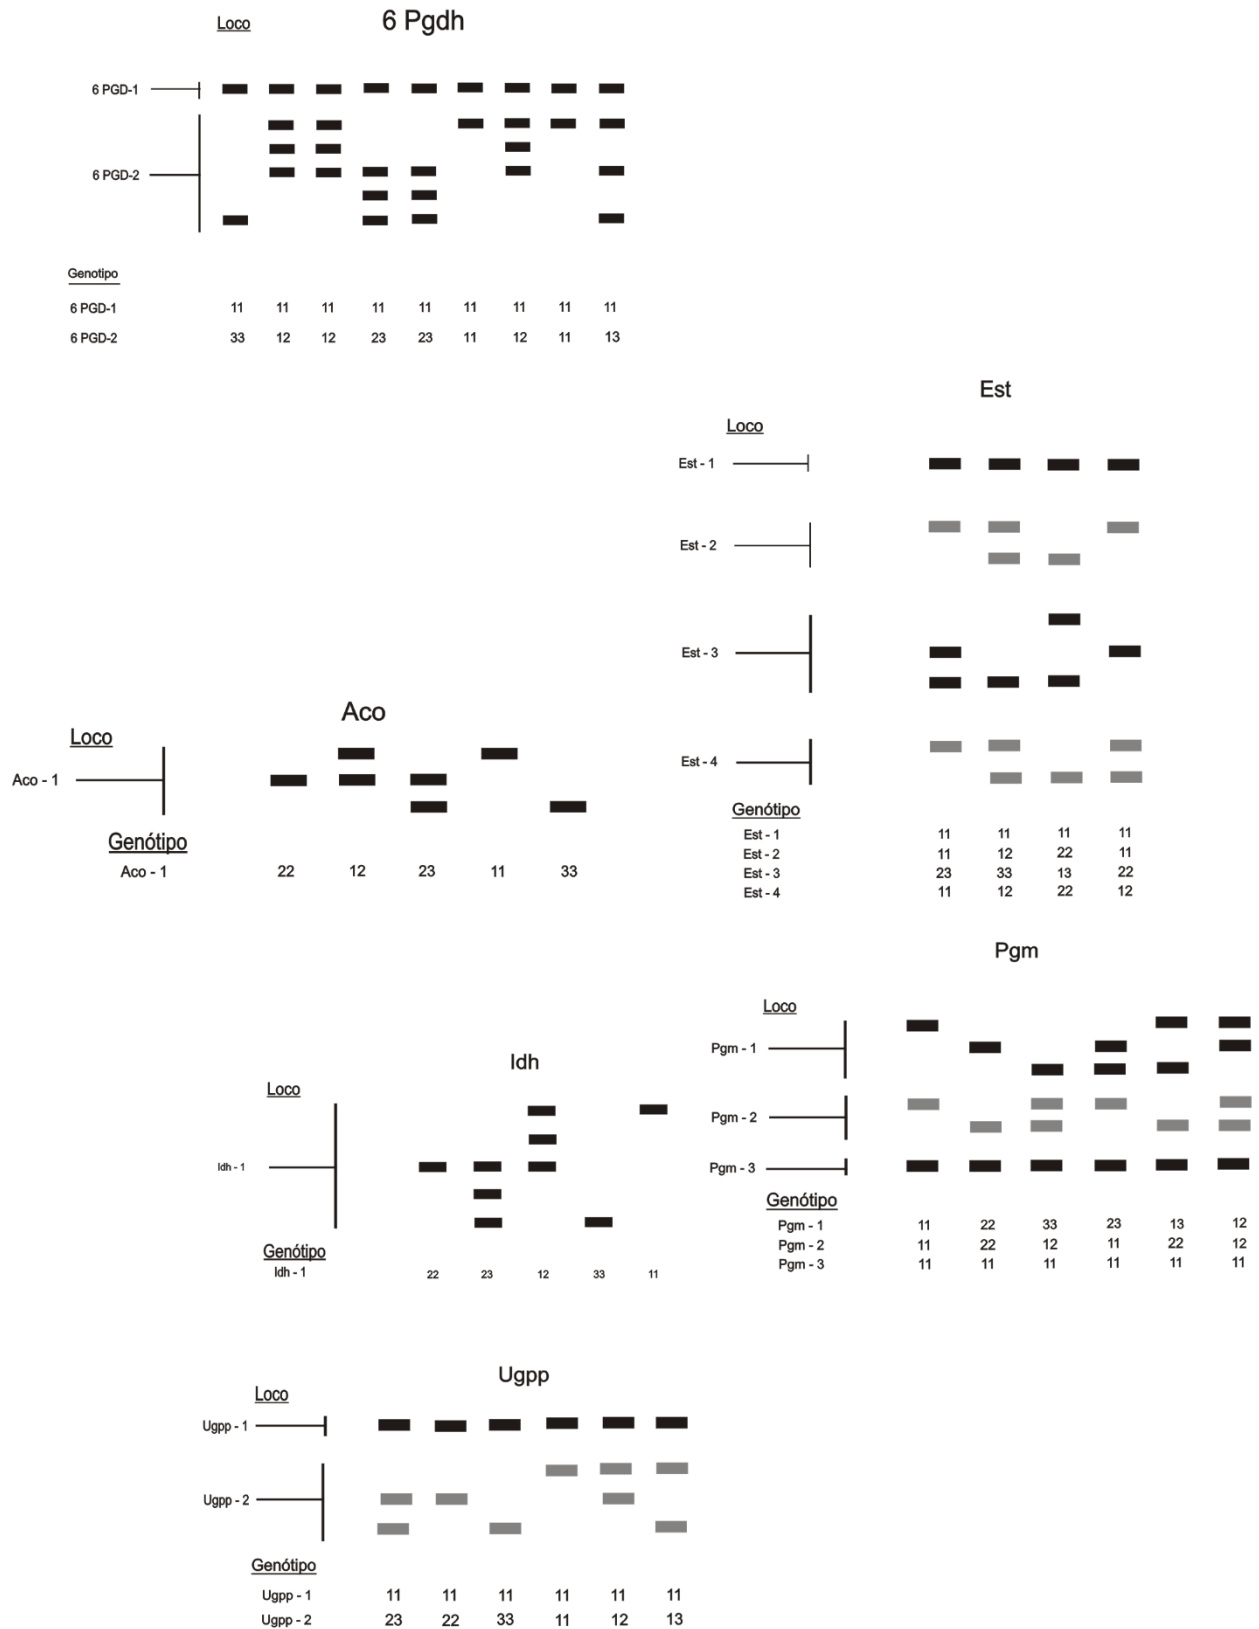 6 Pgdh
Loco
6 PGD-1
6 PGD-2
Genotipo
6 PGD-1 11 11 11 11 11 11 11 11 11
6 PGD-2 33 12 12 23 23 11 12 11 13
Est
Loco
Est - 1
Est - 2
Est - 3
Est - 4
Genótipo
Est - 1 11 11 11 11
Est - 2 11 12 22 11
Est - 3 23 33 13 22
Est - 4 11 12 22 12
Aco
Loco
Aco - 1
Genótipo
Aco - 1 22 12 23 11 33
Pgm
Loco
Pgm - 1
Pgm - 2
Pgm - 3
Genótipo
Pgm - 1 11 22 33 23 13 12
Pgm - 2 11 22 12 11 22 12
Pgm - 3 11 11 11 11 11 11
Idh
Loco
Idh - 1
Genótipo
Idh - 1 22 23 12 33 11
Ugpp
Loco
Ugpp - 1
Ugpp - 2
Genótipo
Ugpp - 1 11 11 11 11 11 11
Ugpp - 2 23 22 33 11 12 13